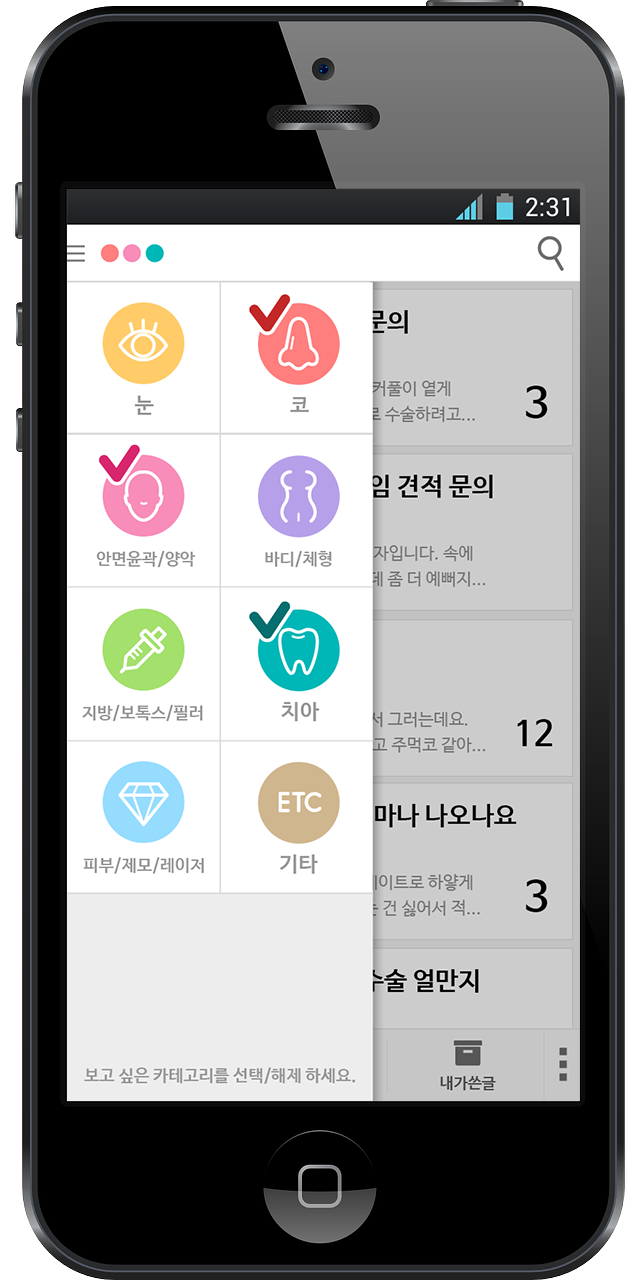 2:31
눈
코
안면윤곽/양악
바디/체형
지방/보톡스/필러
치아
피부/제모/레이저
ETC
기타
보고 싶은 카테고리를 선택/해제 하세요.
문의
커풀이 옅게
로 수술하려고...
3
임 견적 문의
자입니다. 속에
데 좀 더 예뻐지...
서 그러는데요.
고 주먹코 같아...
12
마나 나오나요
이트로 하얗게
는 건 싫어서 적...
3
수술 얼만지
내가쓴글